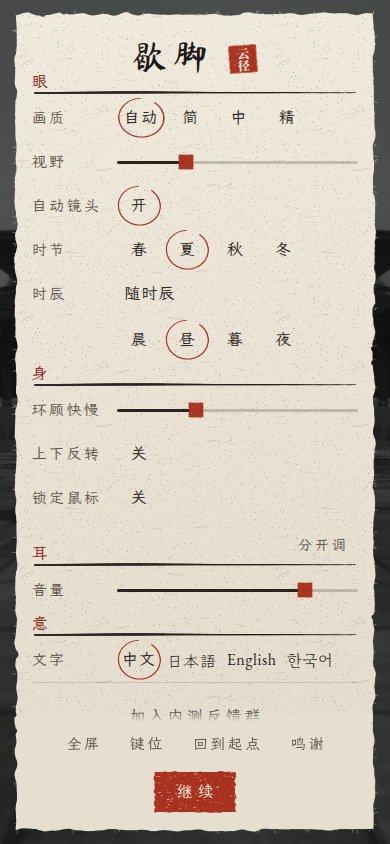 歇脚 云径
眼
画质 自动 简 中 精
视野
自动镜头 开
时节 春 夏 秋 冬
时辰 随时辰
晨 昼 暮 夜
身
环顾快慢
上下反转 关
锁定鼠标 关
分开调
耳
音量
意
文字 中文 日本語 English 한국어
加入内测反馈群
全屏 键位 回到起点 鸣谢
继续